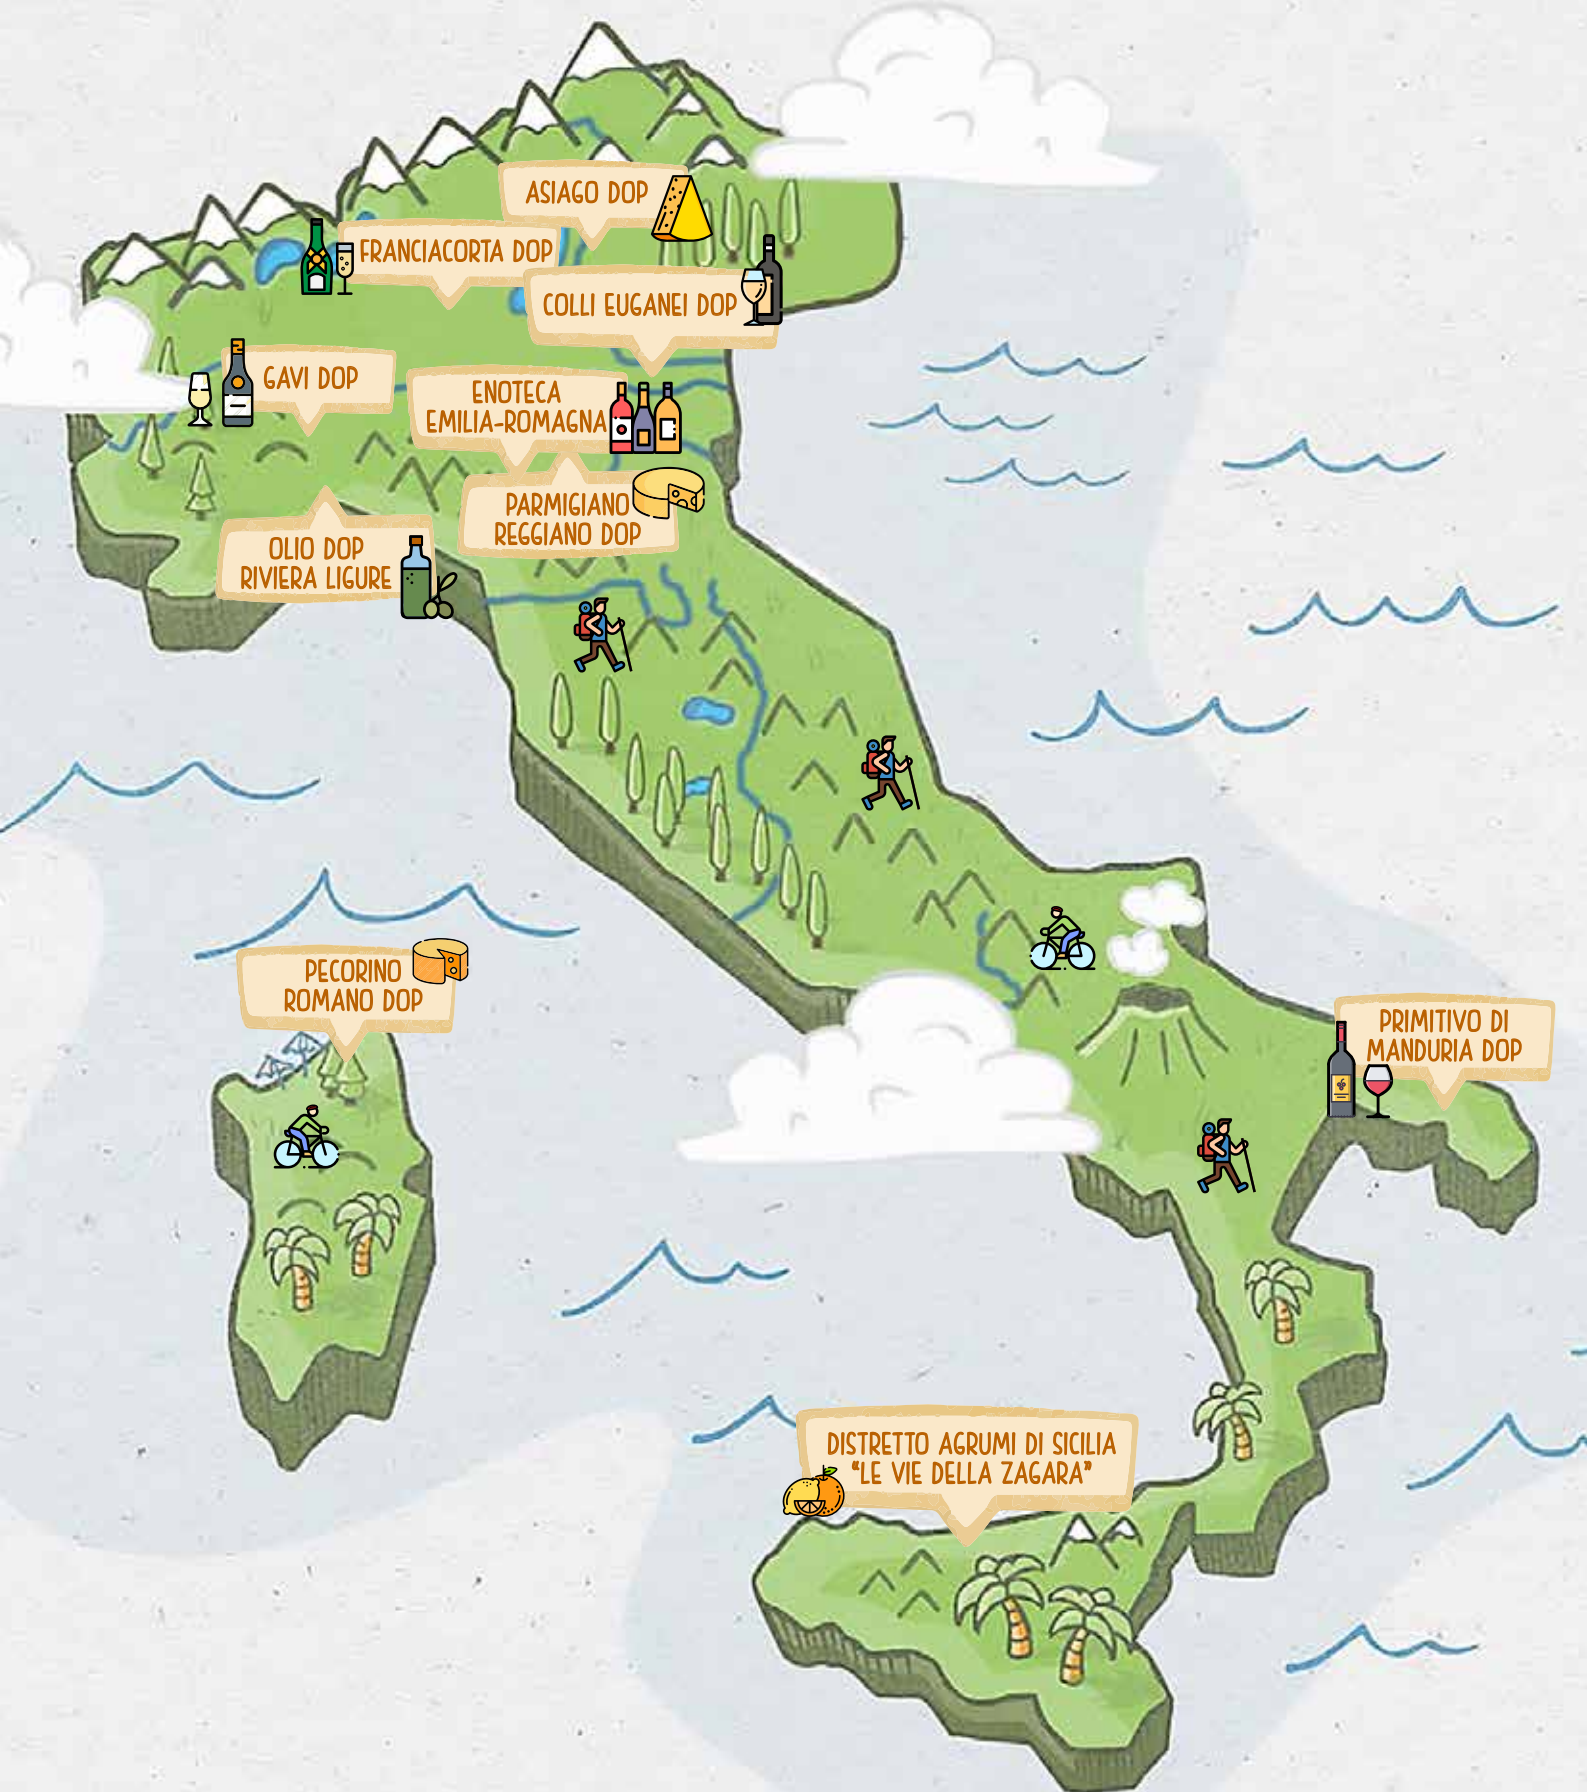 ASIAGO DOP
FRANCIACORTA DOP
COLLI EUGANEI DOP
GAVI DOP
ENOTECA
EMILIA-ROMAGNA
PARMIGIANO
REGGIANO DOP
OLIO DOP
RIVIERA LIGURE
PECORINO
ROMANO DOP
PRIMITIVO DI
MANDURIA DOP
DISTRETTO AGRUMI DI SICILIA
“LE VIE DELLA ZAGARA”